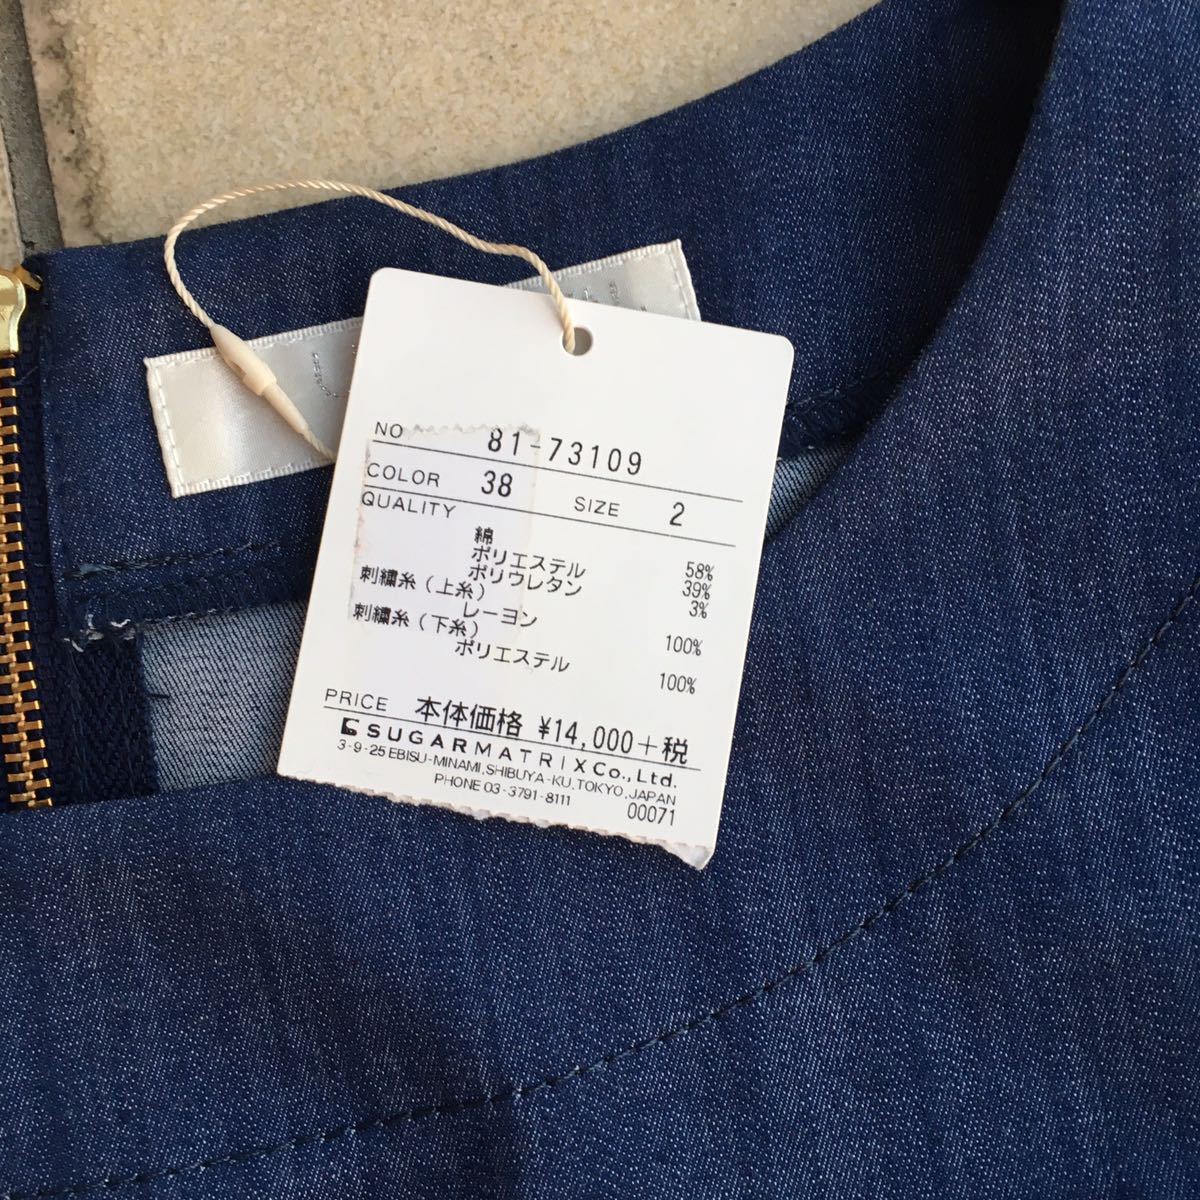 NO 81-73109
COLOR 38 SIZE 2
QUALITY
綿 58%
ポリエステル 39%
ポリウレタン 3%
刺繍糸(上糸)
レーヨン 100%
刺繍糸(下糸)
ポリエステル 100%
PRICE 本体価格 ¥14,000+税
SUGARMATRIX Co., Ltd.
3-9-25 EBISU-MINAMI, SHIBUYA-KU, TOKYO, JAPAN
PHONE 03-3791-8111
00071